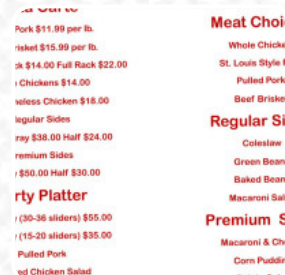 la Carte
Pork $11.99 per lb.
risket $15.99 per lb.
ck $14.00 Full Rack $22.00
Chickens $14.00
neless Chicken $18.00
egular Sides
ray $38.00 Half $24.00
remium Sides
$50.00 Half $30.00
rty Platter
(30-36 sliders) $55.00
(15-20 sliders) $35.00
Pulled Pork
ed Chicken Salad
Meat Choi
Whole Chicke
St. Louis Style
Pulled Pork
Beef Briske
Regular Si
Coleslaw
Green Bean
Baked Bean
Macaroni Sal
Premium S
Macaroni & Che
Corn Puddin